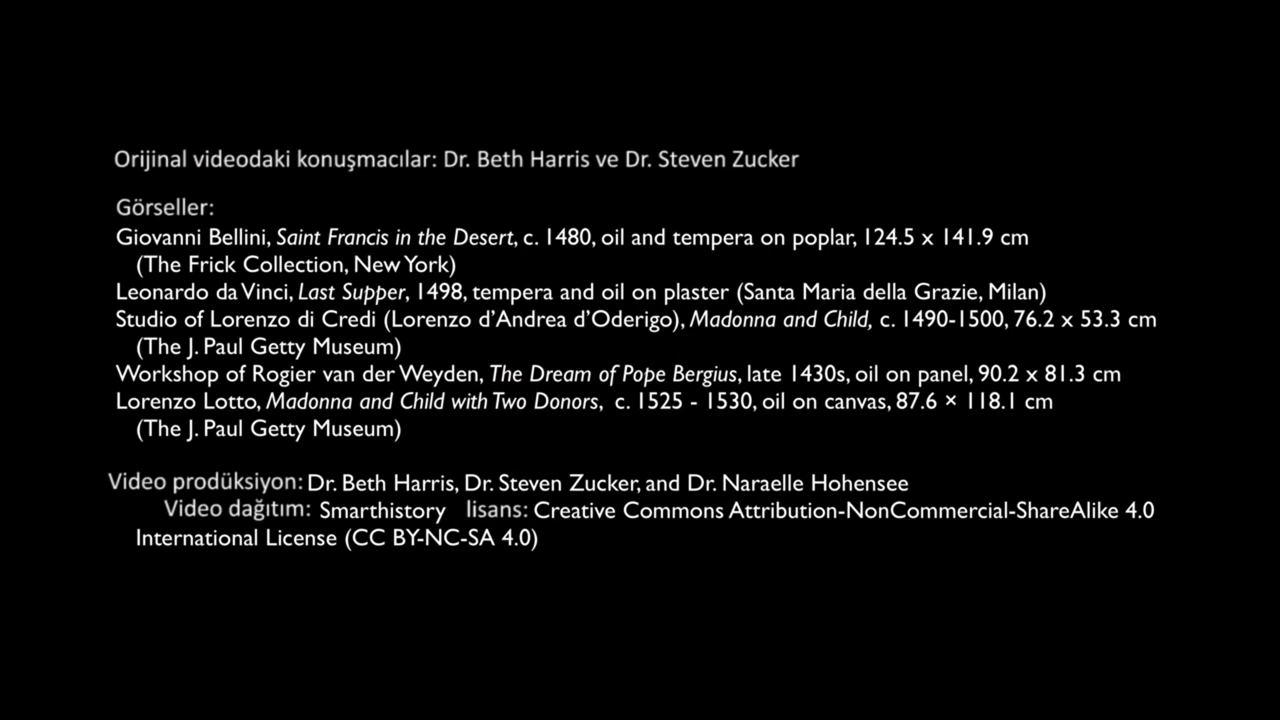 Orijinal videodaki konuşmacılar: Dr. Beth Harris ve Dr. Steven Zucker
Görseller:
Giovanni Bellini, Saint Francis in the Desert, c. 1480, oil and tempera on poplar, 124.5 x 141.9 cm
(The Frick Collection, New York)
Leonardo da Vinci, Last Supper, 1498, tempera and oil on plaster (Santa Maria della Grazie, Milan)
Studio of Lorenzo di Credi (Lorenzo d’Andrea d’Oderigo), Madonna and Child, c. 1490-1500, 76.2 x 53.3 cm
(The J. Paul Getty Museum)
Workshop of Rogier van der Weyden, The Dream of Pope Bergius, late 1430s, oil on panel, 90.2 x 81.3 cm
Lorenzo Lotto, Madonna and Child with Two Donors, c. 1525 - 1530, oil on canvas, 87.6 × 118.1 cm
(The J. Paul Getty Museum)
Video prodüksiyon: Dr. Beth Harris, Dr. Steven Zucker, and Dr. Naraelle Hohensee
Video dağıtım: Smarthistory lisans: Creative Commons Attribution-NonCommercial-ShareAlike 4.0
International License (CC BY-NC-SA 4.0)